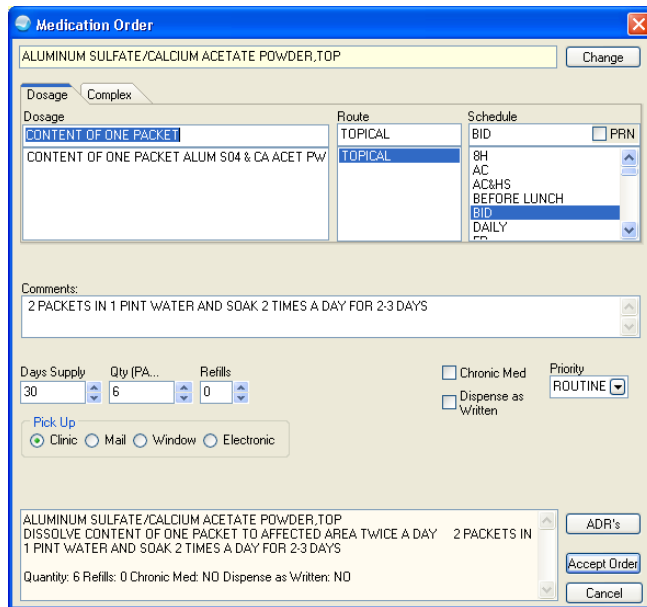 Medication Order
ALUMINUM SULFATE/CALCIUM ACETATE POWDER,TOP
Change
Dosage Complex
Dosage Route Schedule
CONTENT OF ONE PACKET TOPICAL BID PRN
CONTENT OF ONE PACKET ALUM S04 & CA ACET PW TOPICAL 8H
AC
AC&HS
BEFORE LUNCH
BID
DAILY
Comments:
2 PACKETS IN 1 PINT WATER AND SOAK 2 TIMES A DAY FOR 2-3 DAYS
Days Supply Qty (PA... Refills Chronic Med Priority
30 6 0 Dispense as Written ROUTINE
Pick Up
Clinic Mail Window Electronic
ALUMINUM SULFATE/CALCIUM ACETATE POWDER,TOP
DISSOLVE CONTENT OF ONE PACKET TO AFFECTED AREA TWICE A DAY 2 PACKETS IN
1 PINT WATER AND SOAK 2 TIMES A DAY FOR 2-3 DAYS
Quantity: 6 Refills: 0 Chronic Med: NO Dispense as Written: NO
ADR's
Accept Order
Cancel